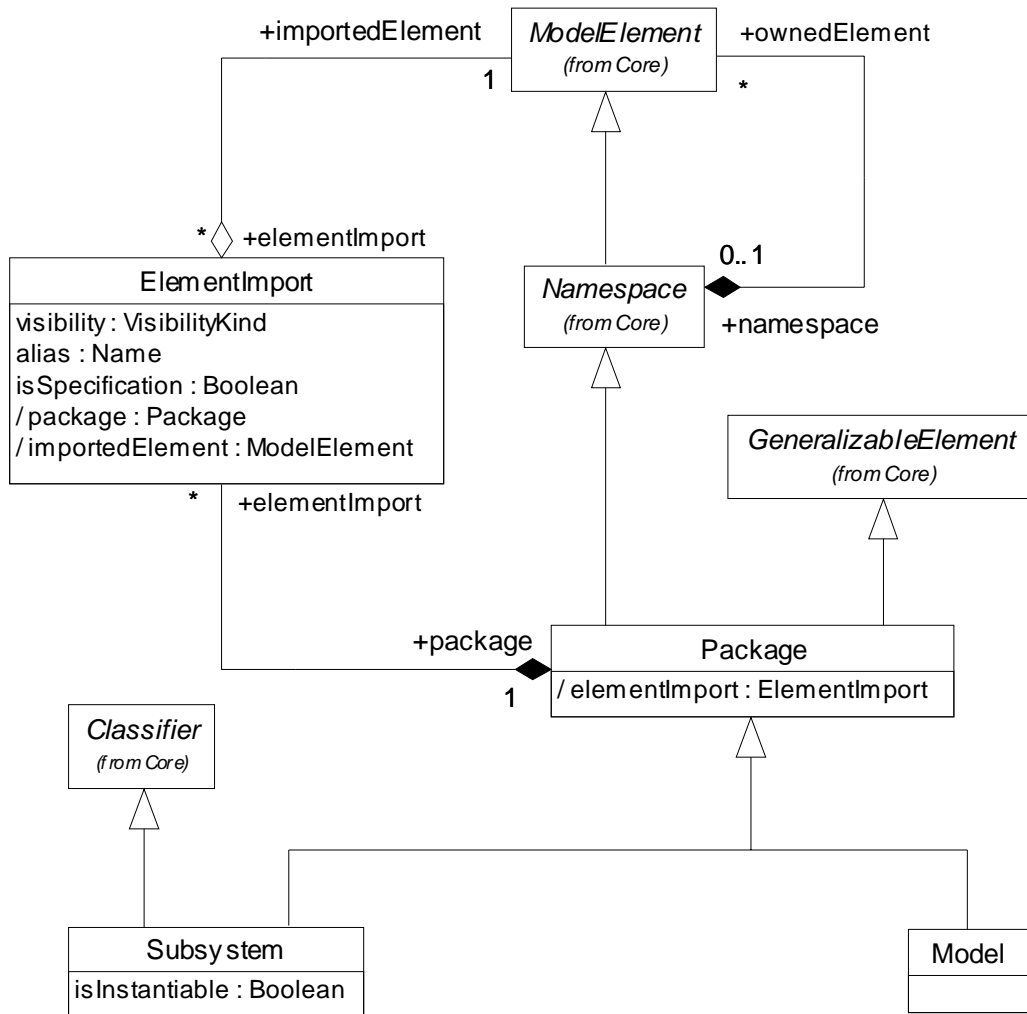 +importedElement
ModelElement
(from Core)
+ownedElement
1
*
* +elementImport
ElementImport
visibility : VisibilityKind
alias : Name
isSpecification : Boolean
/ package : Package
/ importedElement : ModelElement
* +elementImport
0..1
Namespace
(from Core)
+namespace
GeneralizableElement
(from Core)
+package
1
Package
/ elementImport : ElementImport
Classifier
(from Core)
Subsystem
isInstantiable : Boolean
Model